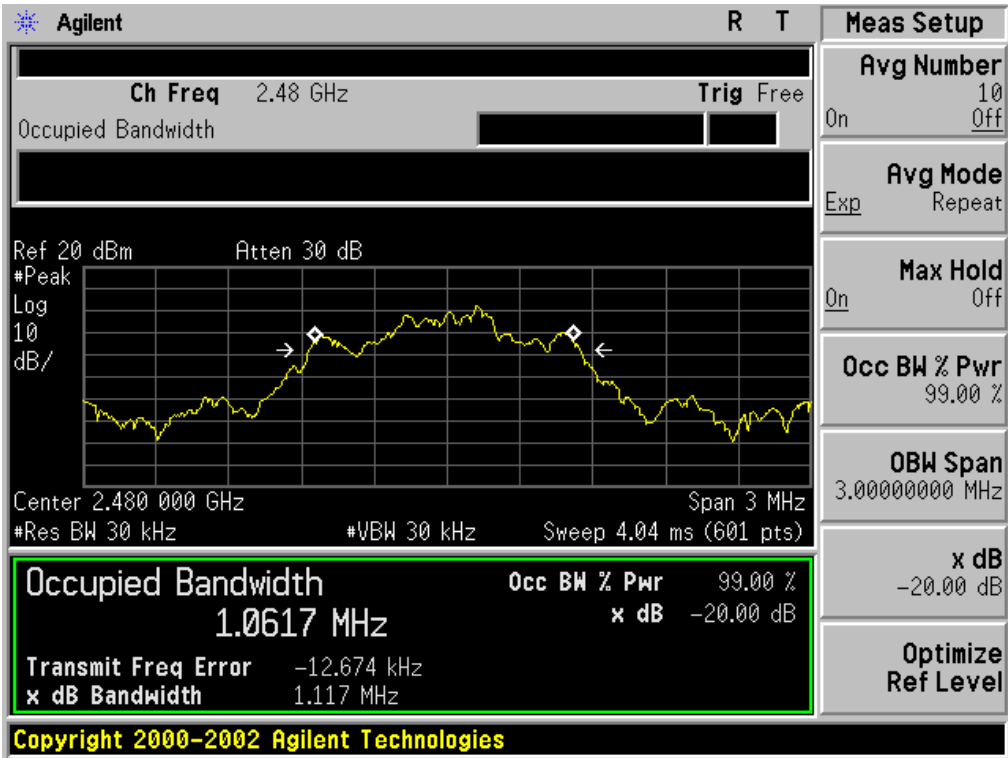 Agilent R T
Ch Freq 2.48 GHz Trig Free
Occupied Bandwidth
Ref 20 dBm Atten 30 dB
#Peak
Log
10
dB/
Center 2.480 000 GHz Span 3 MHz
#Res BW 30 kHz #VBW 30 kHz Sweep 4.04 ms (601 pts)
Occupied Bandwidth Occ BW % Pwr 99.00 %
1.0617 MHz x dB -20.00 dB
Transmit Freq Error -12.674 kHz
x dB Bandwidth 1.117 MHz
Copyright 2000-2002 Agilent Technologies
Meas Setup
Avg Number
10
On Off
Avg Mode
Exp Repeat
Max Hold
On Off
Occ BW % Pwr
99.00 %
OBW Span
3.00000000 MHz
x dB
-20.00 dB
Optimize
Ref Level